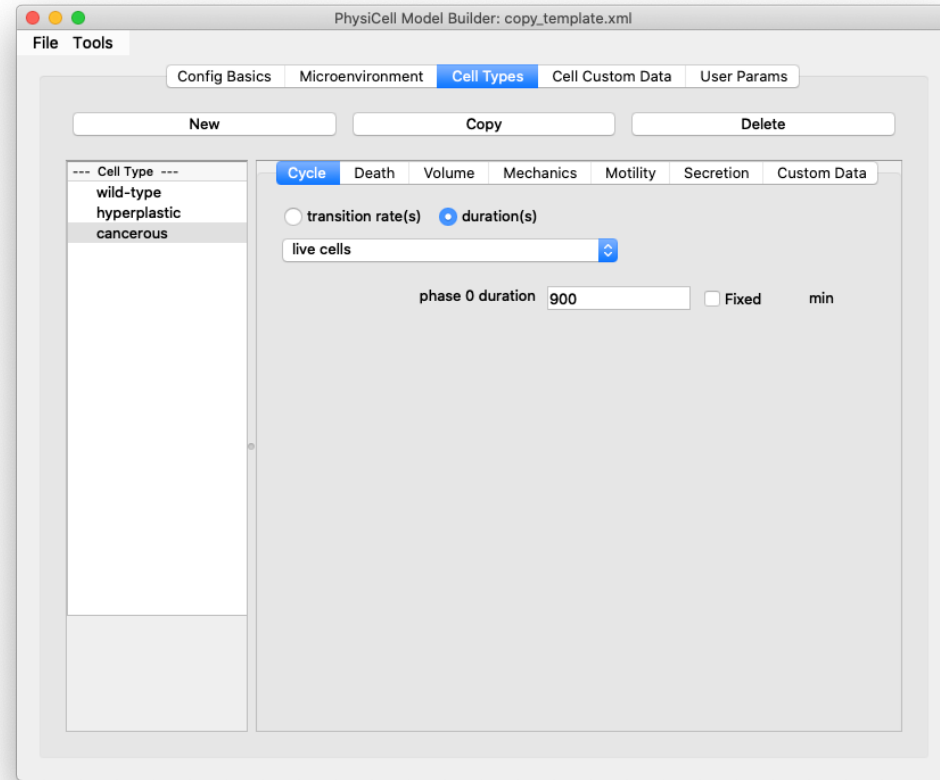 PhysiCell Model Builder: copy_template.xml
File Tools
Config Basics Microenvironment Cell Types Cell Custom Data User Params
New Copy Delete
--- Cell Type ---
wild-type
hyperplastic
cancerous
Cycle Death Volume Mechanics Motility Secretion Custom Data
transition rate(s) duration(s)
live cells
phase 0 duration 900 Fixed min